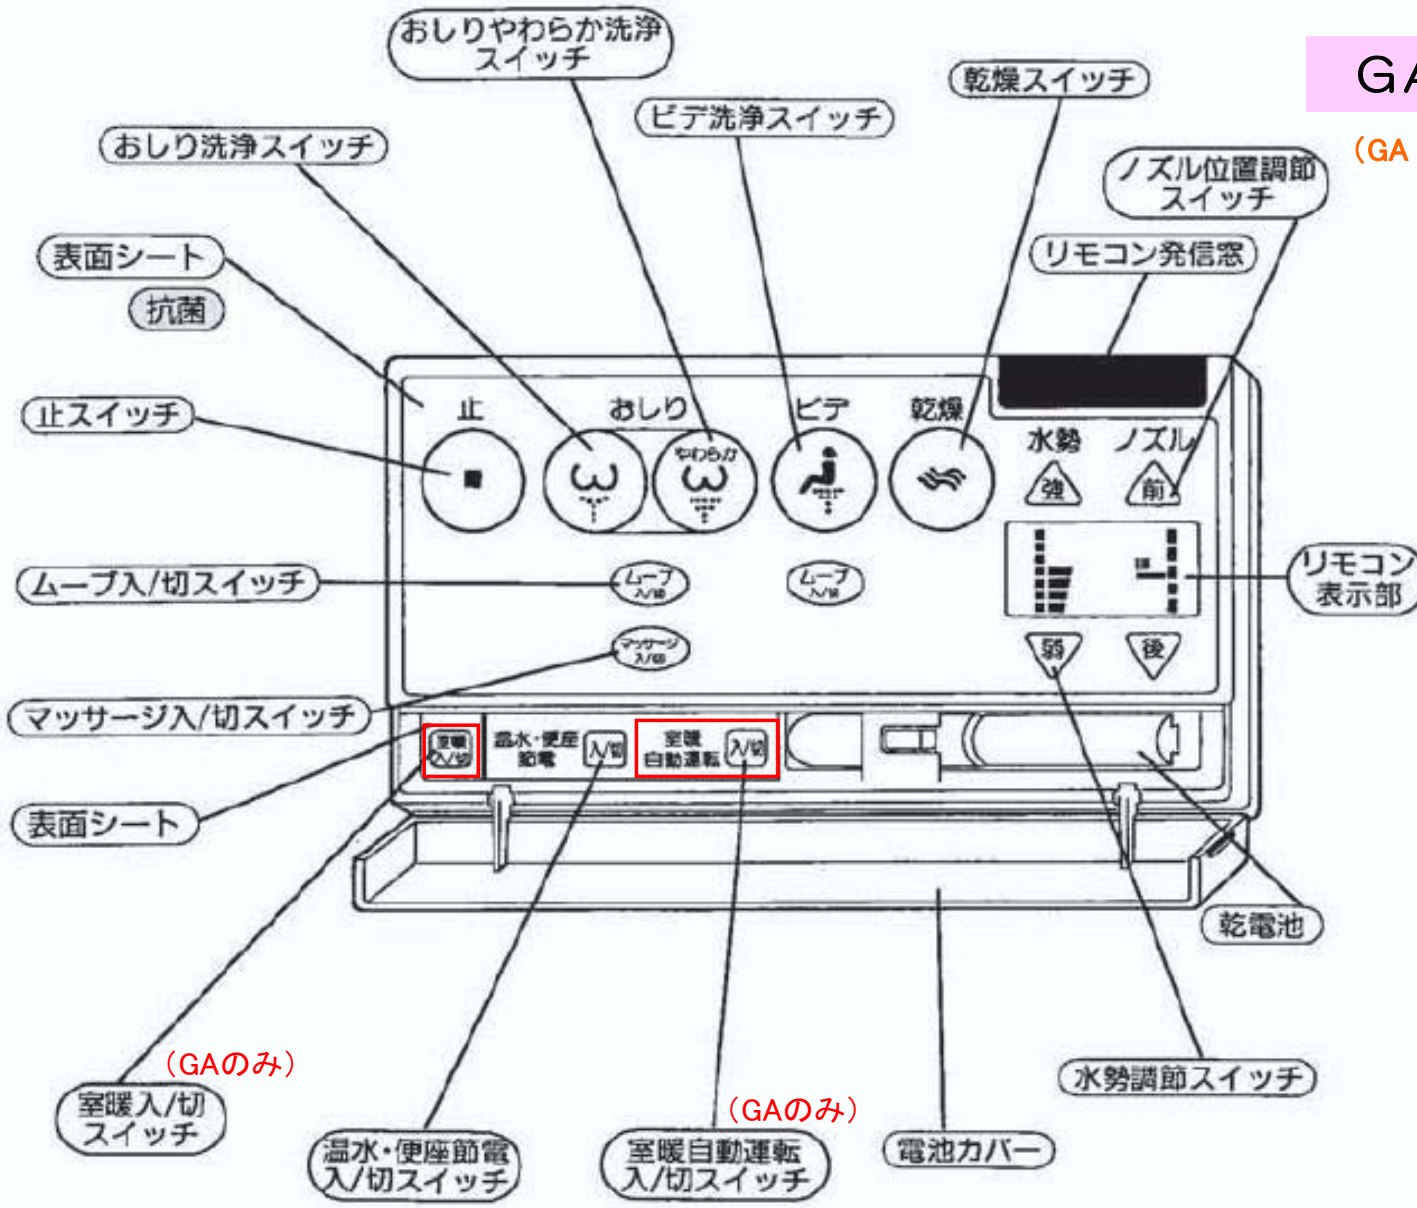 おしりやわらか洗浄
スイッチ
乾燥スイッチ
GA
ビデ洗浄スイッチ
おしり洗浄スイッチ
(GA
ノズル位置調節
スイッチ
表面シート
リモコン発信窓
抗菌
止スイッチ
止
おしり
ビデ
乾燥
水勢
ノズル
やわらか
強
前
ムーブ入/切スイッチ
ムーブ
入/切
ムーブ
入/切
リモコン
表示部
マッサージ
入/切
弱
後
マッサージ入/切スイッチ
室暖
入/切
温水・便座
節電
入/切
室暖
自動運転
入/切
表面シート
乾電池
(GAのみ)
室暖入/切
スイッチ
水勢調節スイッチ
(GAのみ)
温水・便座節電
入/切スイッチ
室暖自動運転
入/切スイッチ
電池カバー